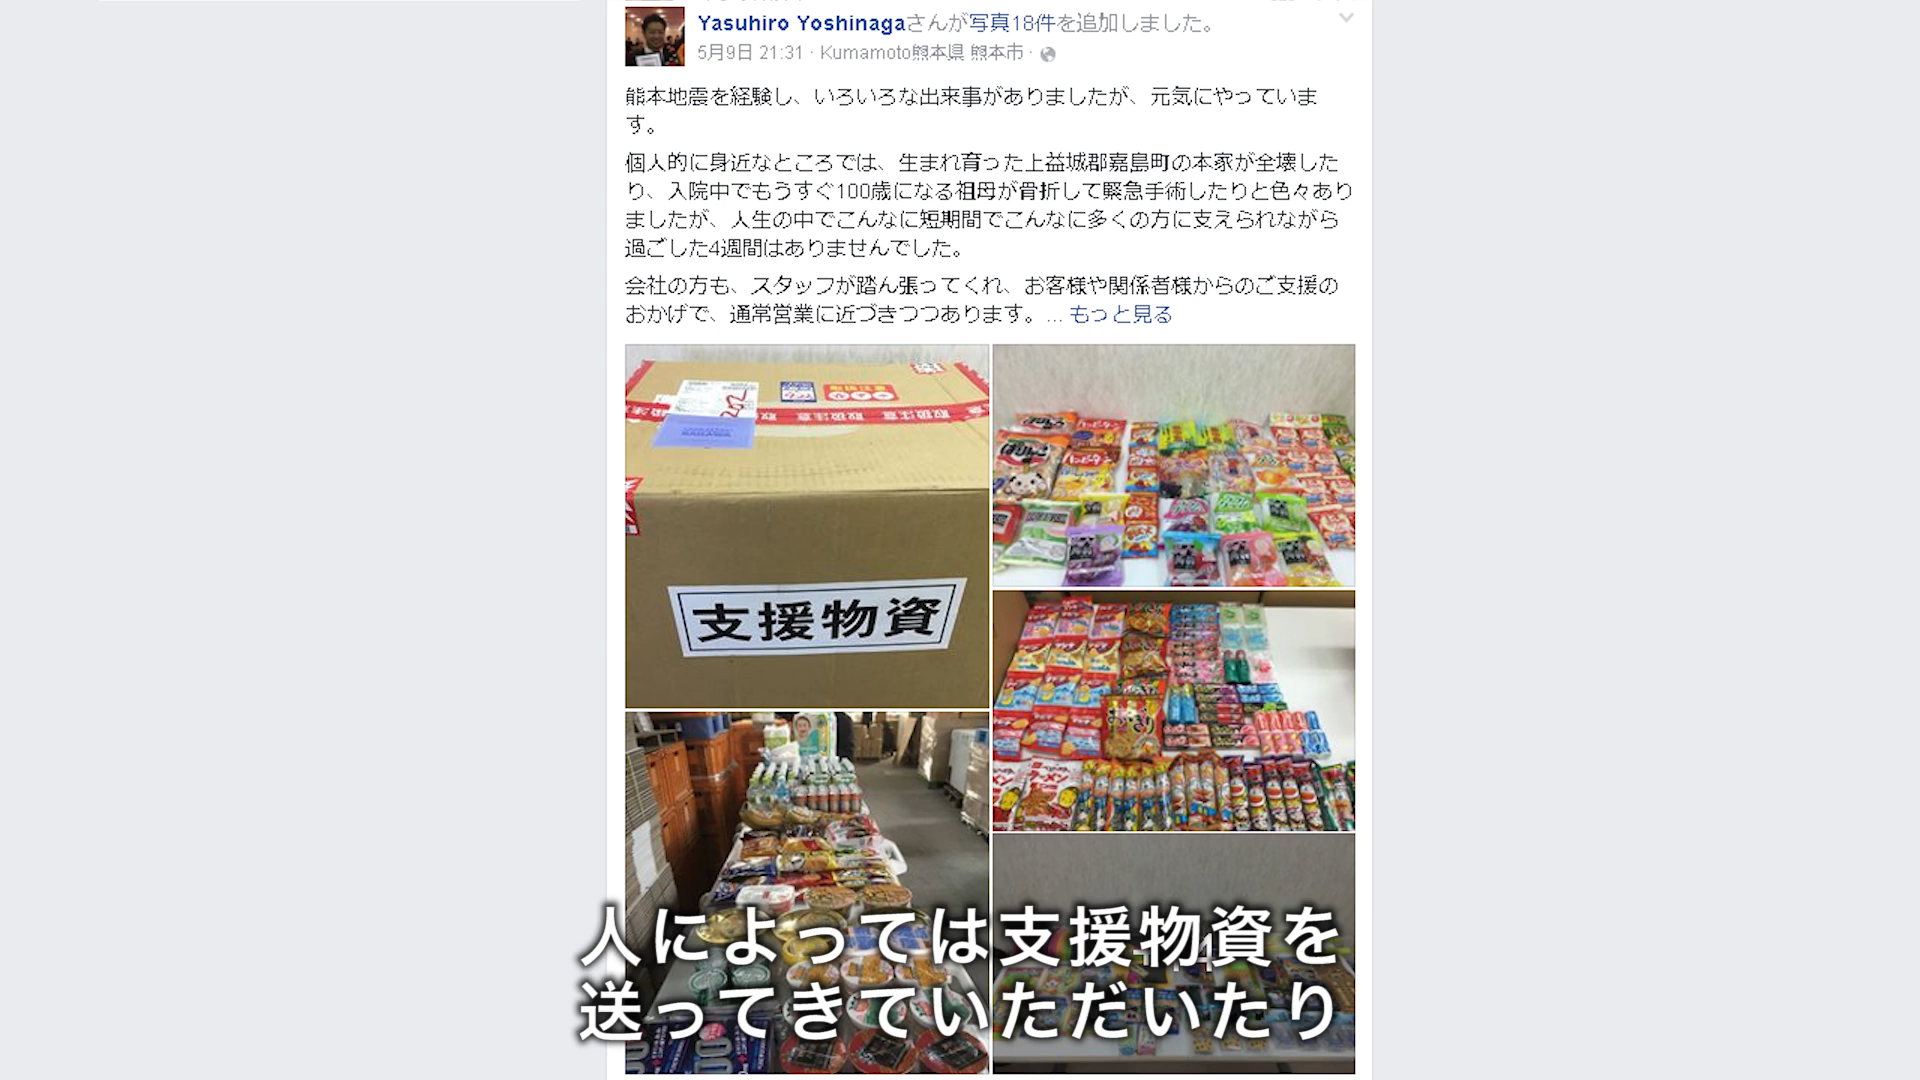 Yasuhiro Yoshinagaさんが写真18件を追加しました。
5月9日 21:31 · Kumamoto熊本県 熊本市 ·
熊本地震を経験し、いろいろな出来事がありましたが、元気にやっていま
す。
個人的に身近なところでは、生まれ育った上益城郡嘉島町の本家が全壊した
り、入院中でもうすぐ100歳になる祖母が骨折して緊急手術したりと色々あり
ましたが、人生の中でこんなに短期間でこんなに多くの方に支えられながら
過ごした4週間はありませんでした。
会社の方も、スタッフが踏ん張ってくれ、お客様や関係者様からのご支援の
おかげで、通常営業に近づきつつあります。... もっと見る
取扱注意
支援物資
人によっては支援物資を
送ってきていただいたり